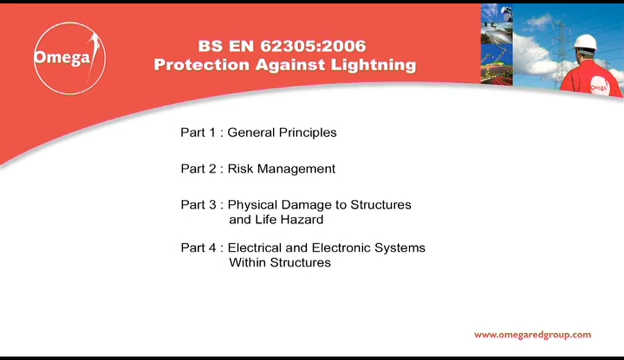 Omega
BS EN 62305:2006
Protection Against Lightning
Omega
Part 1 : General Principles
Part 2 : Risk Management
Part 3 : Physical Damage to Structures
and Life Hazard
Part 4 : Electrical and Electronic Systems
Within Structures
www.omegaredgroup.com